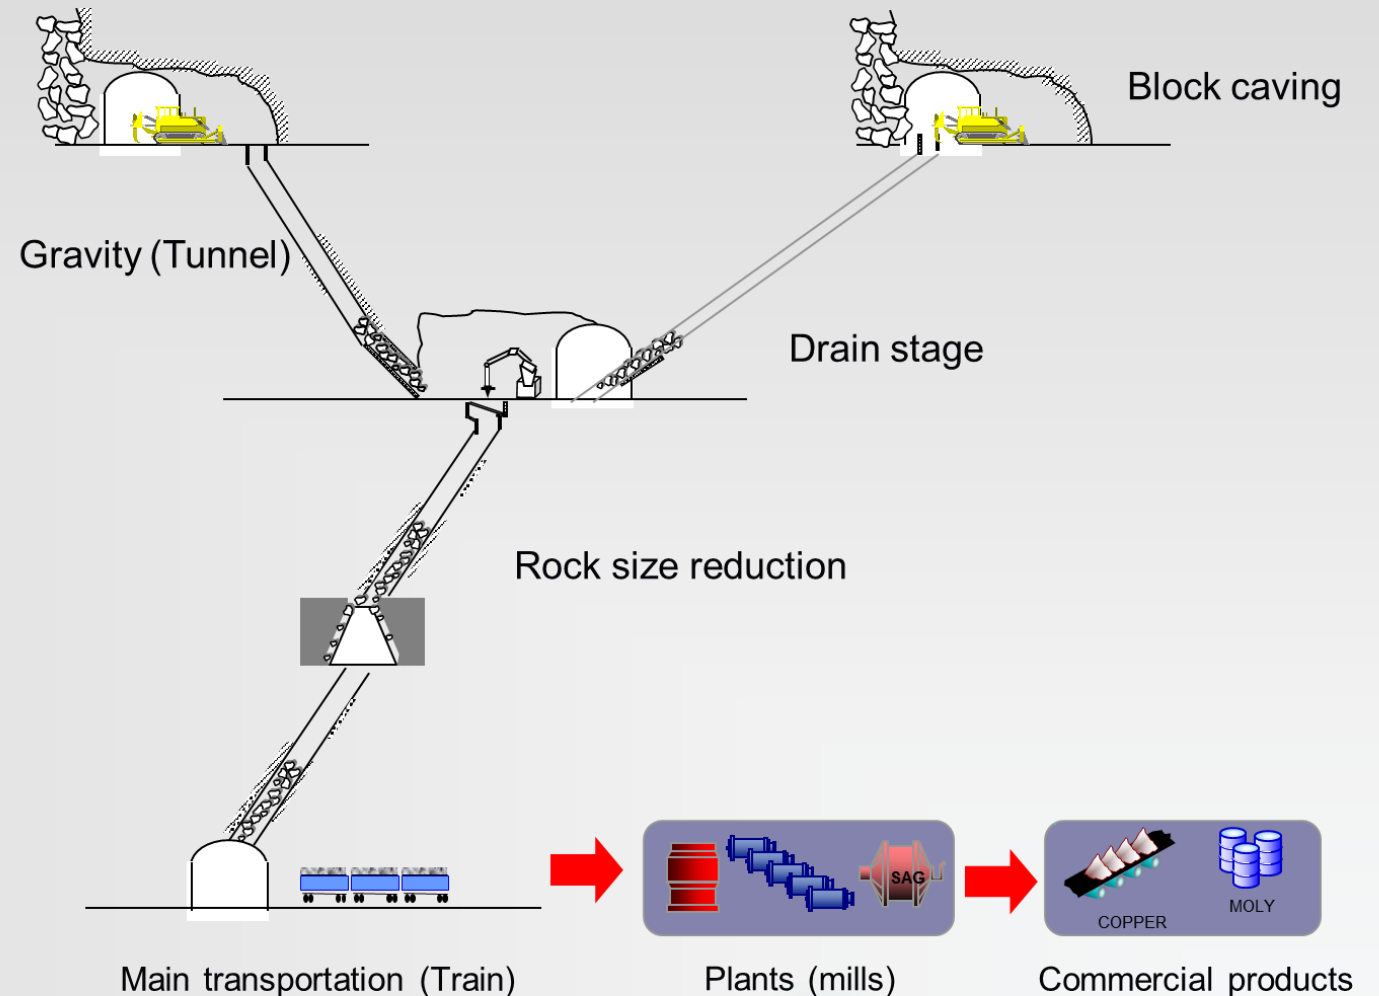 Block caving
Gravity (Tunnel)
Drain stage
Rock size reduction
SAG
COPPER
MOLY
Main transportation (Train)
Plants (mills)
Commercial products